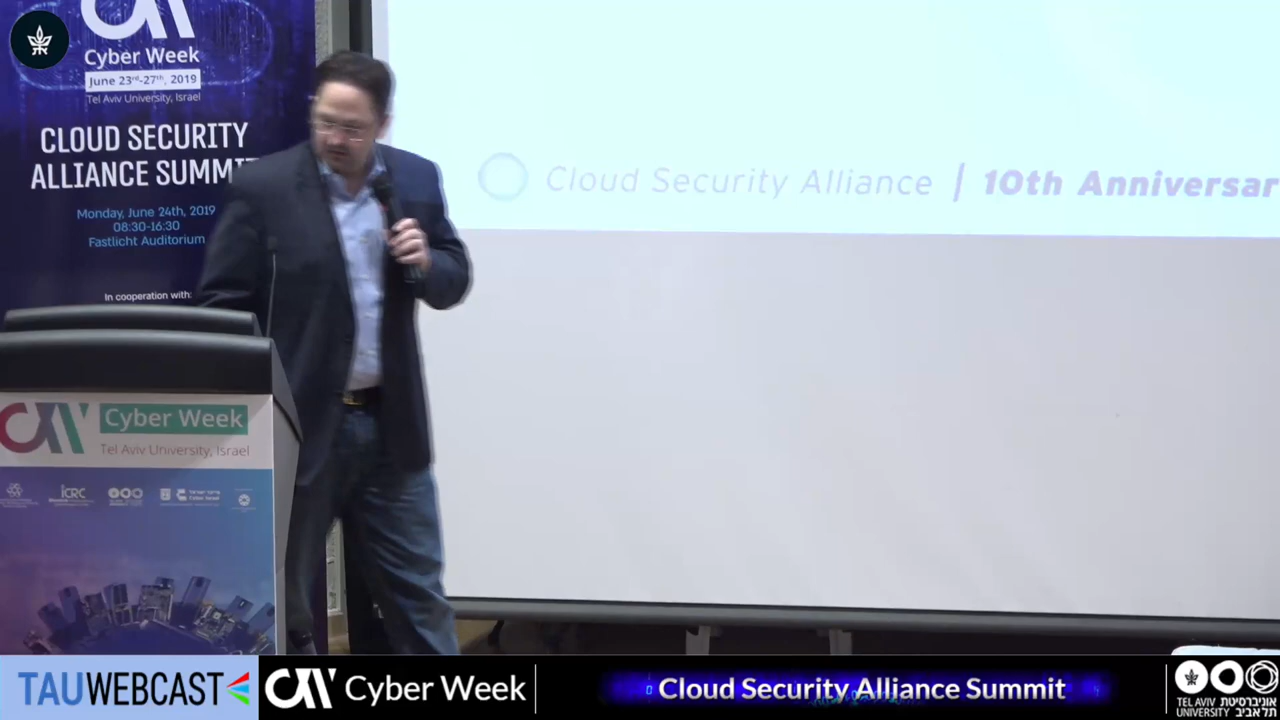 Cyber Week
June 23rd-27th, 2019
Tel Aviv University, Israel
CLOUD SECURITY
ALLIANCE SUMMIT
Monday, June 24th, 2019
08:30-16:30
Fastlicht Auditorium
In cooperation with:
Cloud Security Alliance | 10th Anniversar
Cyber Week
Tel Aviv University, Israel
ICRC
TAUWEBCAST
Cyber Week
Cloud Security Alliance Summit
TEL AVIV אוניברסיטת
UNIVERSITY תל אביב